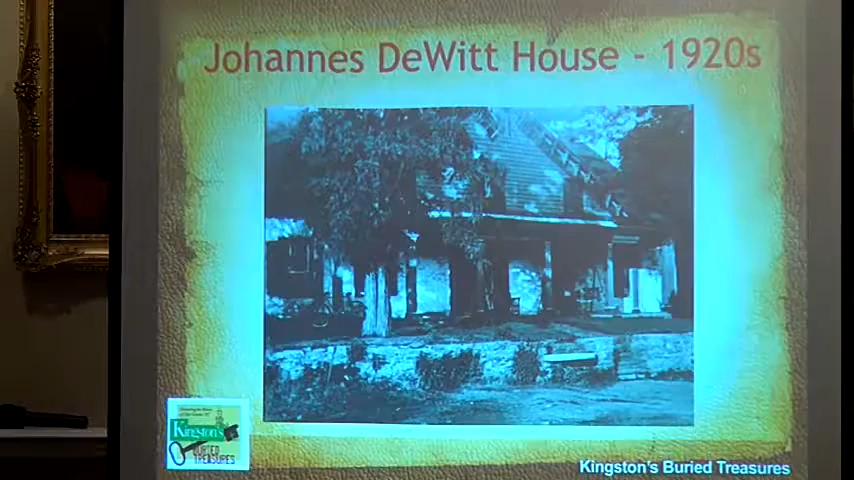 Johannes DeWitt House - 1920s
Kingston's
BURIED
TREASURES
Kingston's Buried Treasures